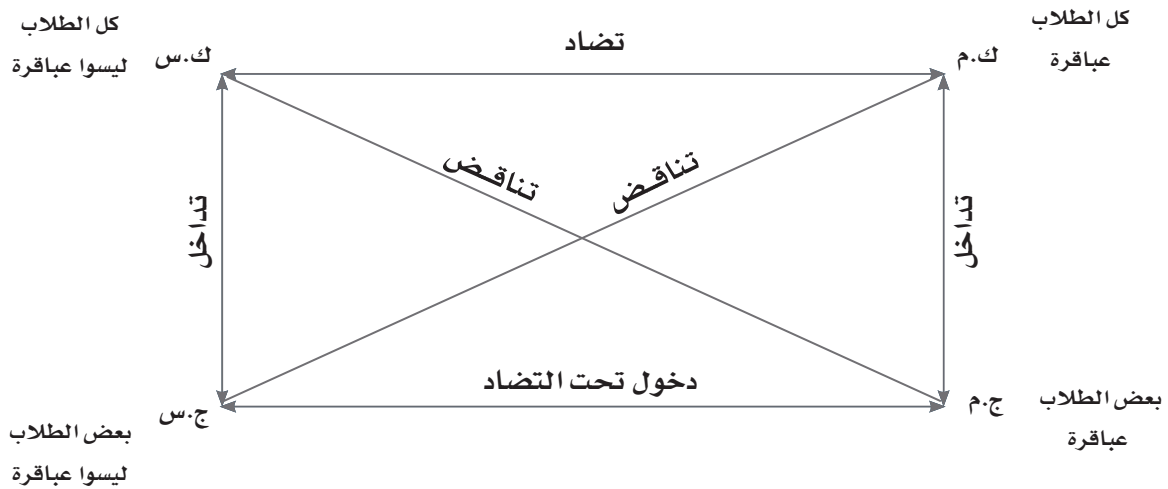 كل الطلاب
عباقرة
ك.م
تضاد
ك.س
كل الطلاب
ليسوا عباقرة
تناقض
تناقض
تداخل
تداخل
دخول تحت التضاد
ج.م
بعض الطلاب
عباقرة
ج.س
بعض الطلاب
ليسوا عباقرة